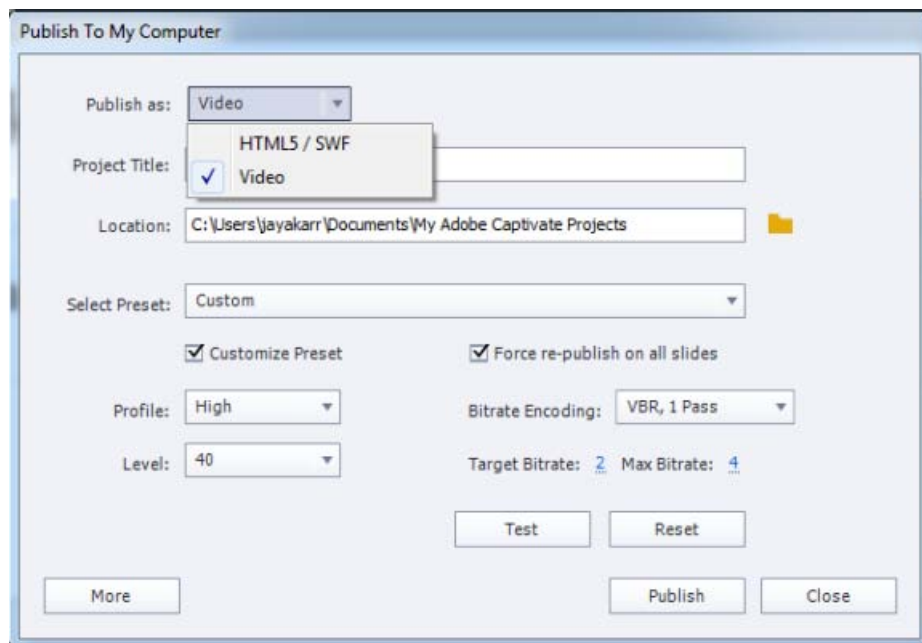 Publish To My Computer
Publish as: Video
HTML5 / SWF
Project Title:
Video
Location: C:\Users\jayakarr\Documents\My Adobe Captivate Projects
Select Preset: Custom
Customize Preset Force re-publish on all slides
Profile: High Bitrate Encoding: VBR, 1 Pass
Level: 40 Target Bitrate: 2 Max Bitrate: 4
Test Reset
More Publish Close